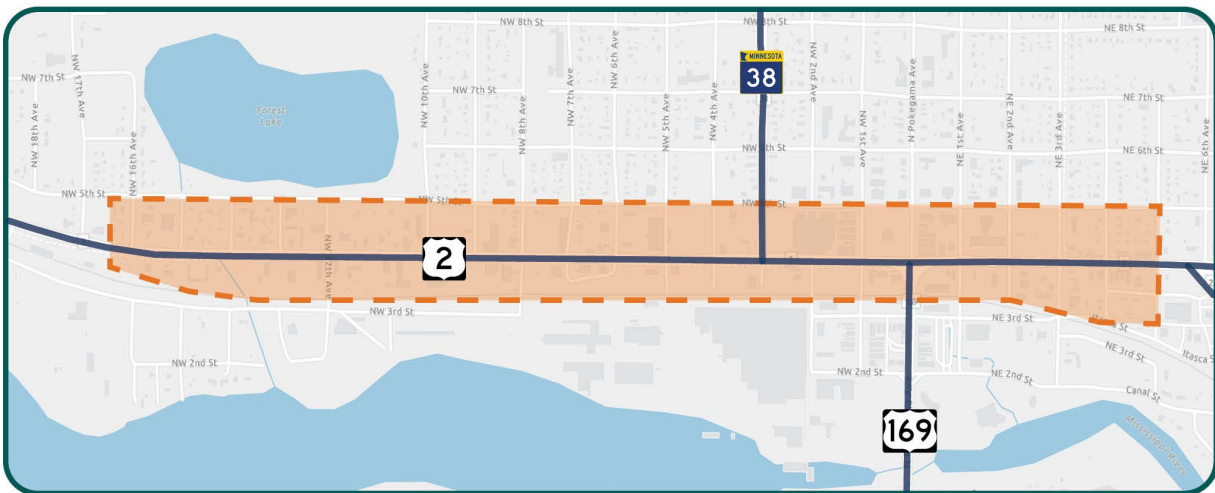 NW 8th St
NW 8th St
NE 8th St
NW 17th Ave
NW 7th St
NW 18th Ave
NW 16th Ave
Forest
Lake
NW 10th Ave
NW 7th St
NW 8th Ave
NW 7th Ave
NW 6th Ave
NW 5th Ave
NW 4th Ave
MINNESOTA
38
NW 2nd Ave
NW 1st Ave
N Pokegama Ave
NE 1st Ave
NE 2nd Ave
NE 3rd Ave
NE 7th St
NE 6th St
NE 6th Ave
NW 5th St
NW 5th St
2
NW 3rd St
NW 2nd St
NE 3rd St
Itasca St
NE 3rd St
Itasca S
NW 2nd St
NE 2nd St
Canal St
169
Mississippi River